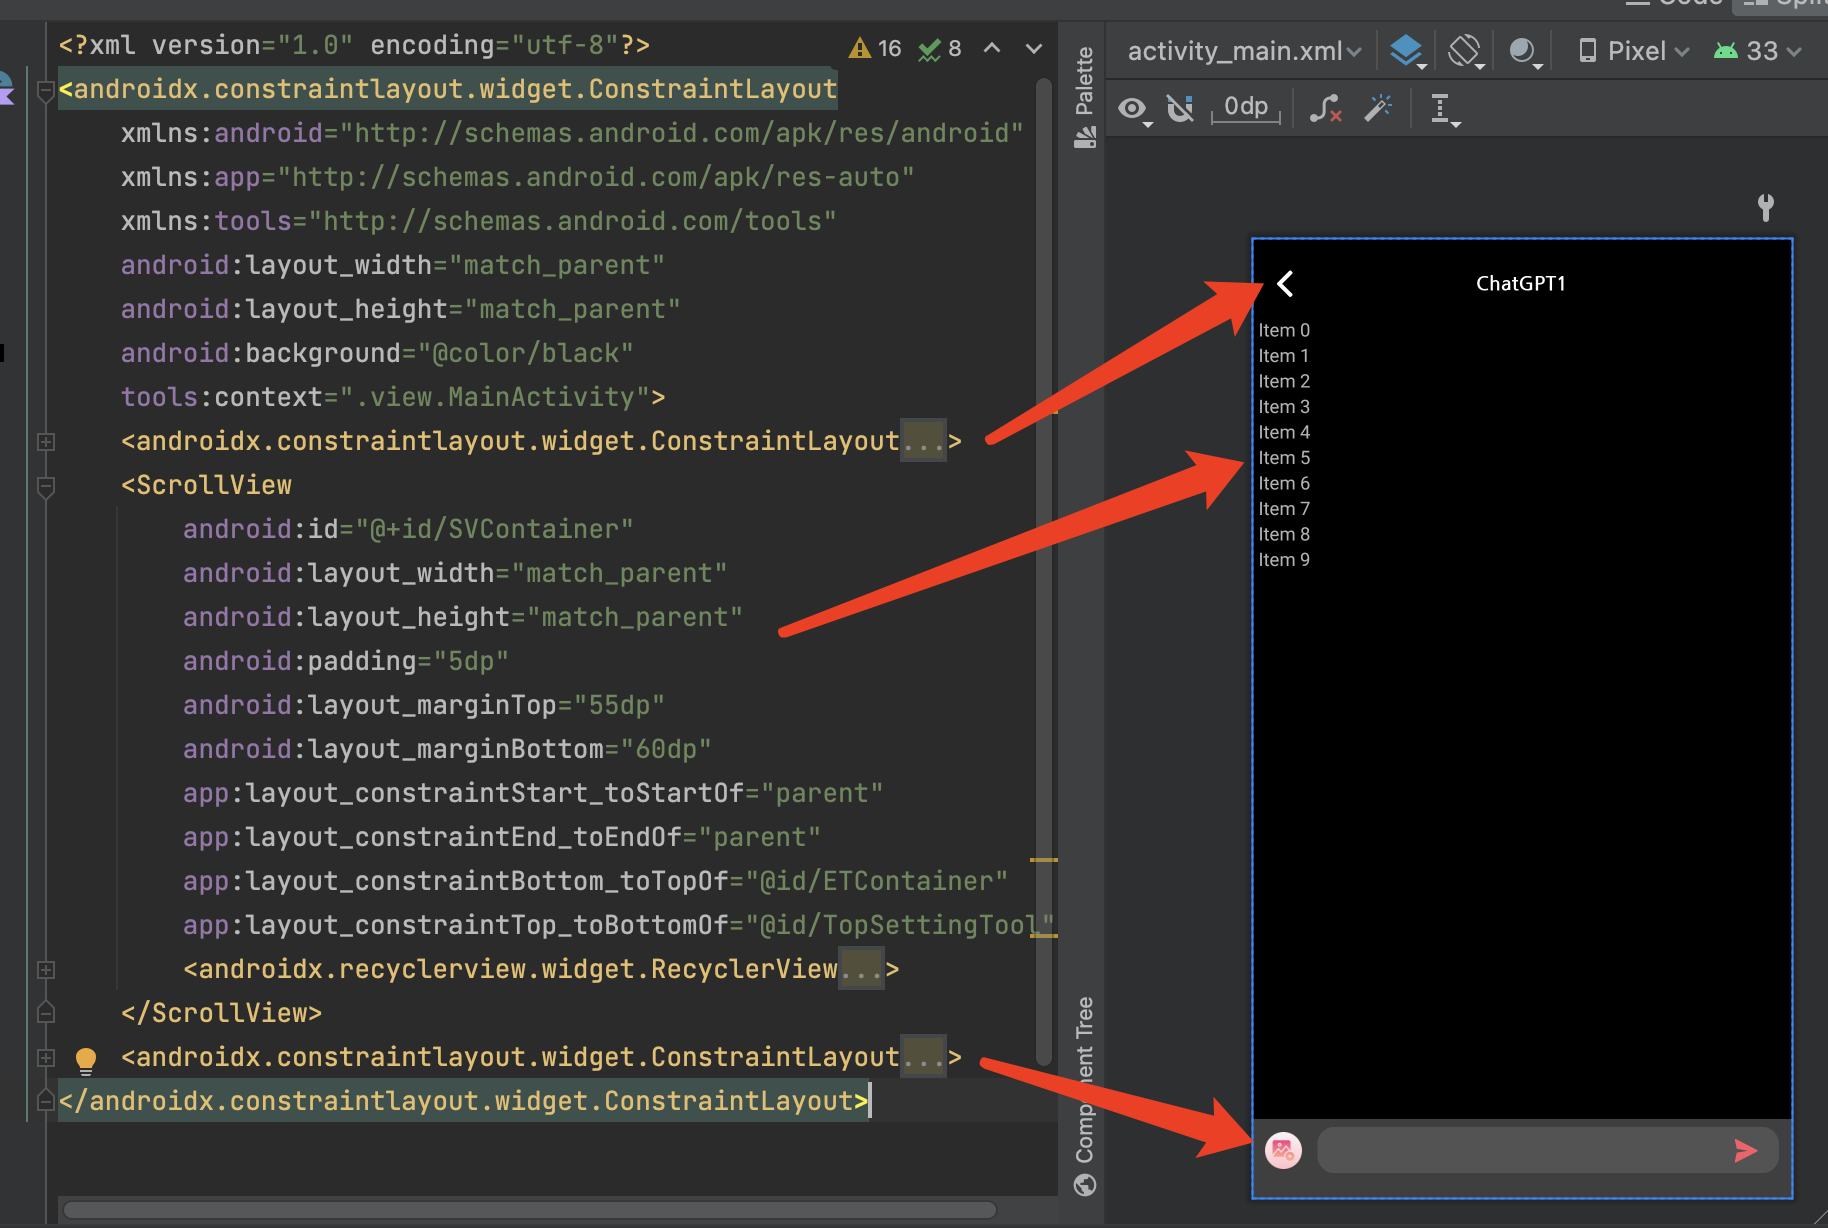 Code
Split
<?xml version="1.0" encoding="utf-8"?>
16 8
<androidx.constraintlayout.widget.ConstraintLayout
xmlns:android="http://schemas.android.com/apk/res/android"
xmlns:app="http://schemas.android.com/apk/res-auto"
xmlns:tools="http://schemas.android.com/tools"
android:layout_width="match_parent"
android:layout_height="match_parent"
android:background="@color/black"
tools:context=".view.MainActivity">
<androidx.constraintlayout.widget.ConstraintLayout...>
<ScrollView
android:id="@+id/SVContainer"
android:layout_width="match_parent"
android:layout_height="match_parent"
android:padding="5dp"
android:layout_marginTop="55dp"
android:layout_marginBottom="60dp"
app:layout_constraintStart_toStartOf="parent"
app:layout_constraintEnd_toEndOf="parent"
app:layout_constraintBottom_toTopOf="@id/ETContainer"
app:layout_constraintTop_toBottomOf="@id/TopSettingTool"
<androidx.recyclerview.widget.RecyclerView...>
</ScrollView>
<androidx.constraintlayout.widget.ConstraintLayout...>
</androidx.constraintlayout.widget.ConstraintLayout>
Palette
Component Tree
activity_main.xml
Pixel
33
0dp
ChatGPT1
Item 0
Item 1
Item 2
Item 3
Item 4
Item 5
Item 6
Item 7
Item 8
Item 9